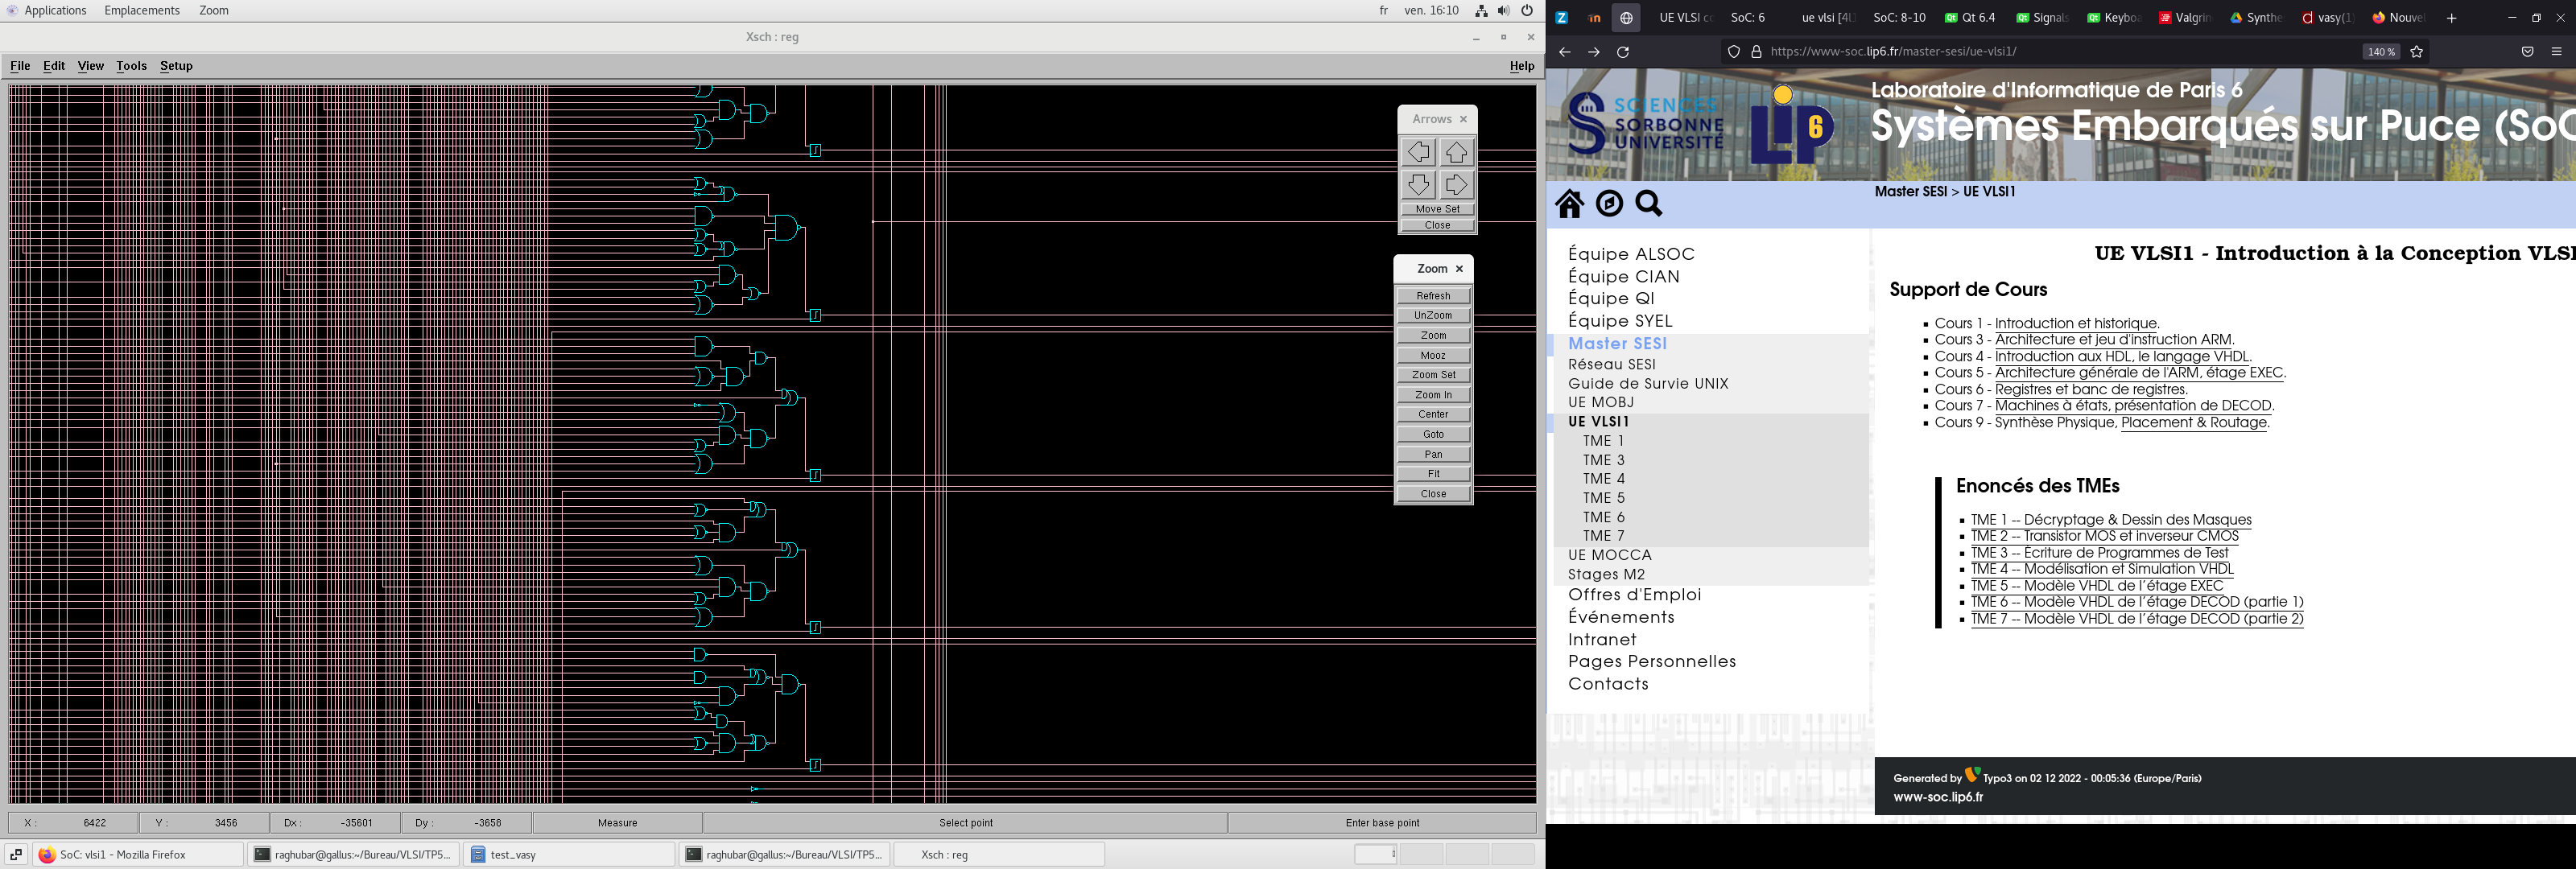 Applications Emplacements Zoom fr ven. 16:10
Xsch : reg
File Edit View Tools Setup Help
Arrows
Move Set
Close
Zoom
Refresh
UnZoom
Zoom
Mooz
Zoom Set
Zoom In
Center
Goto
Pan
Fit
Close
X : 6422 Y : 3456 Dx : -35601 Dy : -3658 Measure Select point Enter base point
SoC: vlsi1 - Mozilla Firefox raghubar@gallus:~/Bureau/VLSI/TP5... test_vasy raghubar@gallus:~/Bureau/VLSI/TP5... Xsch : reg
UE VLSI SoC: 6 ue vlsi SoC: 8-10 Qt 6.4 Signals Keybo Valgrin Synthe vasy(1) Nouvel
https://www-soc.lip6.fr/master-sesi/ue-vlsi1/ 140 %
SCIENCES
SORBONNE
UNIVERSITÉ
LIP6
Laboratoire d'Informatique de Paris 6
Systèmes Embarqués sur Puce (SoC
Master SESI > UE VLSI1
Équipe ALSOC
Équipe CIAN
Équipe QI
Équipe SYEL
Master SESI
Réseau SESI
Guide de Survie UNIX
UE MOBJ
UE VLSI1
TME 1
TME 3
TME 4
TME 5
TME 6
TME 7
UE MOCCA
Stages M2
Offres d'Emploi
Événements
Intranet
Pages Personnelles
Contacts
UE VLSI1 - Introduction à la Conception VLSI
Support de Cours
Cours 1 - Introduction et historique.
Cours 3 - Architecture et jeu d'instruction ARM.
Cours 4 - Introduction aux HDL, le langage VHDL.
Cours 5 - Architecture générale de l'ARM, étage EXEC.
Cours 6 - Registres et banc de registres.
Cours 7 - Machines à états, présentation de DECOD.
Cours 9 - Synthèse Physique, Placement & Routage.
Enoncés des TMEs
TME 1 -- Décryptage & Dessin des Masques
TME 2 -- Transistor MOS et inverseur CMOS
TME 3 -- Ecriture de Programmes de Test
TME 4 -- Modélisation et Simulation VHDL
TME 5 -- Modèle VHDL de l'étage EXEC
TME 6 -- Modèle VHDL de l'étage DECOD (partie 1)
TME 7 -- Modèle VHDL de l'étage DECOD (partie 2)
Generated by Typo3 on 02 12 2022 - 00:05:36 (Europe/Paris)
www-soc.lip6.fr